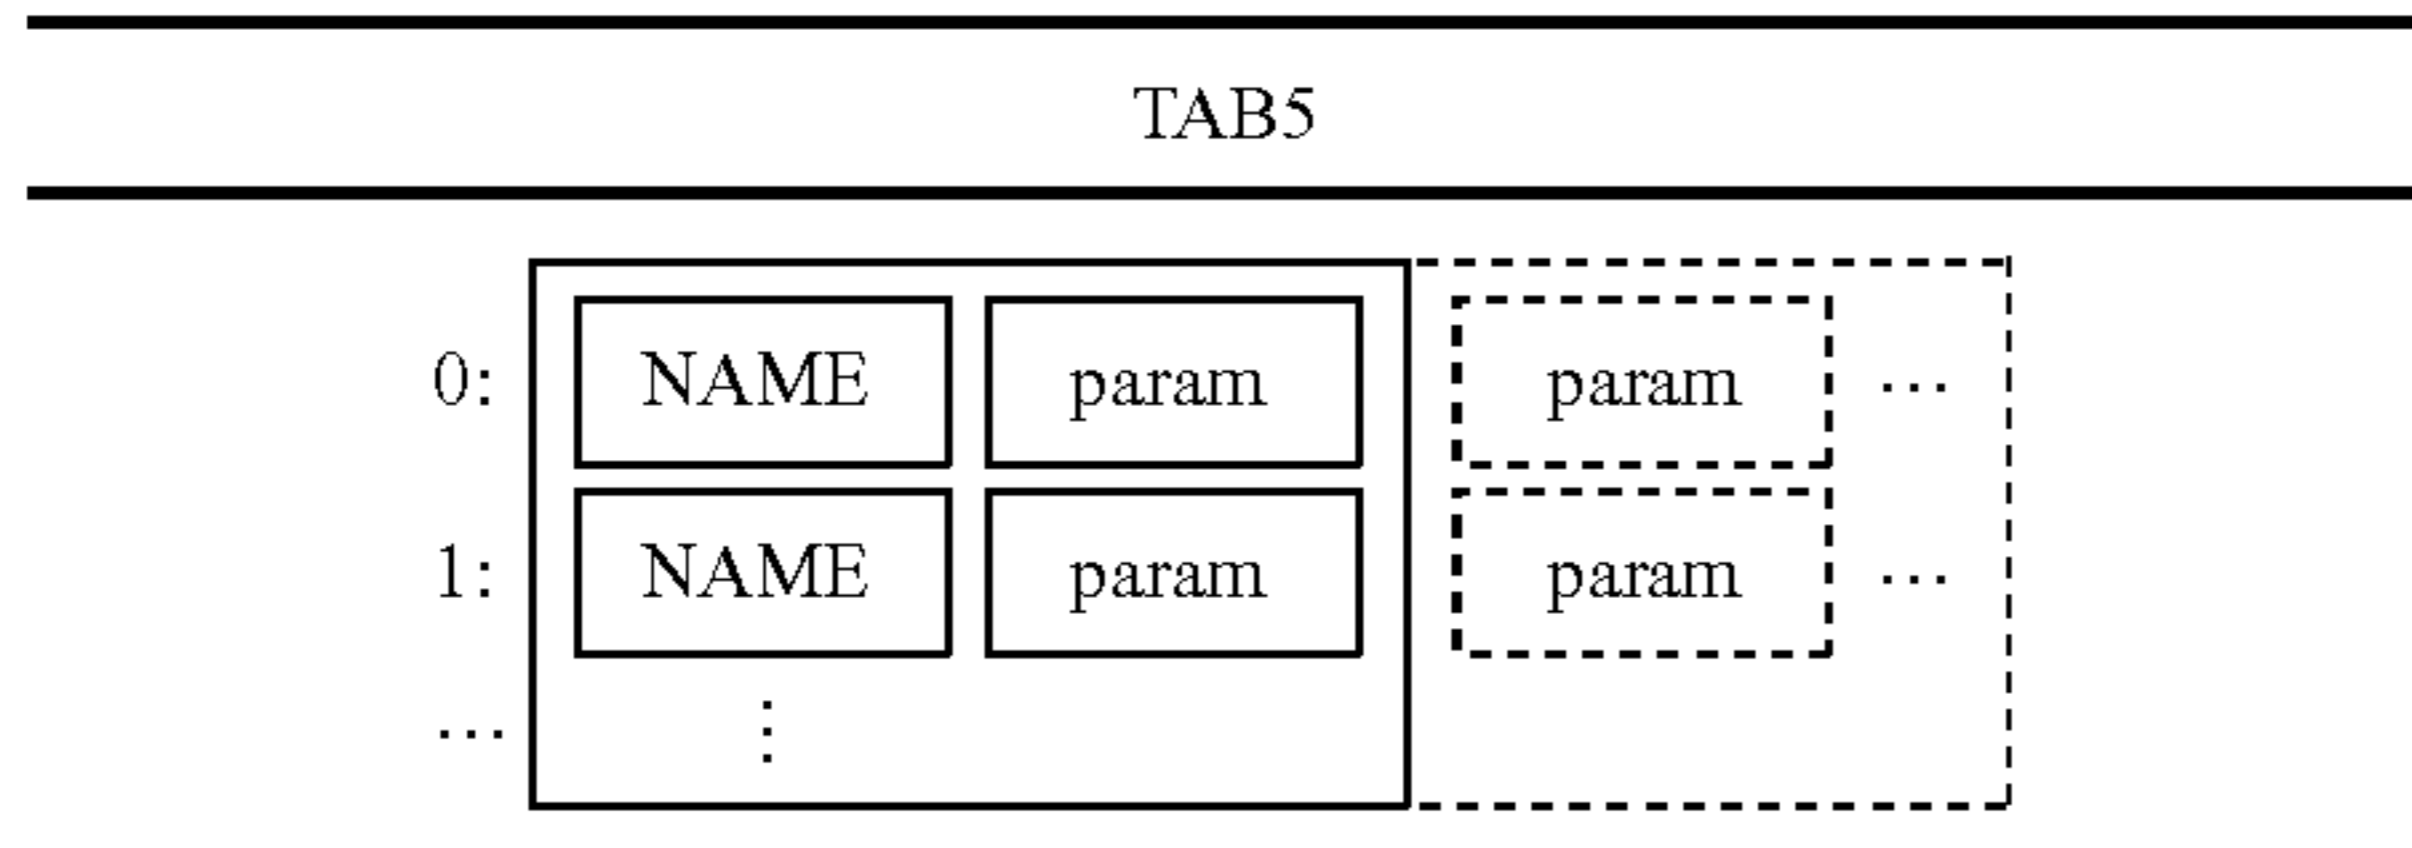 TAB5
0: NAME param param ...
1: NAME param param ...
... ⋮